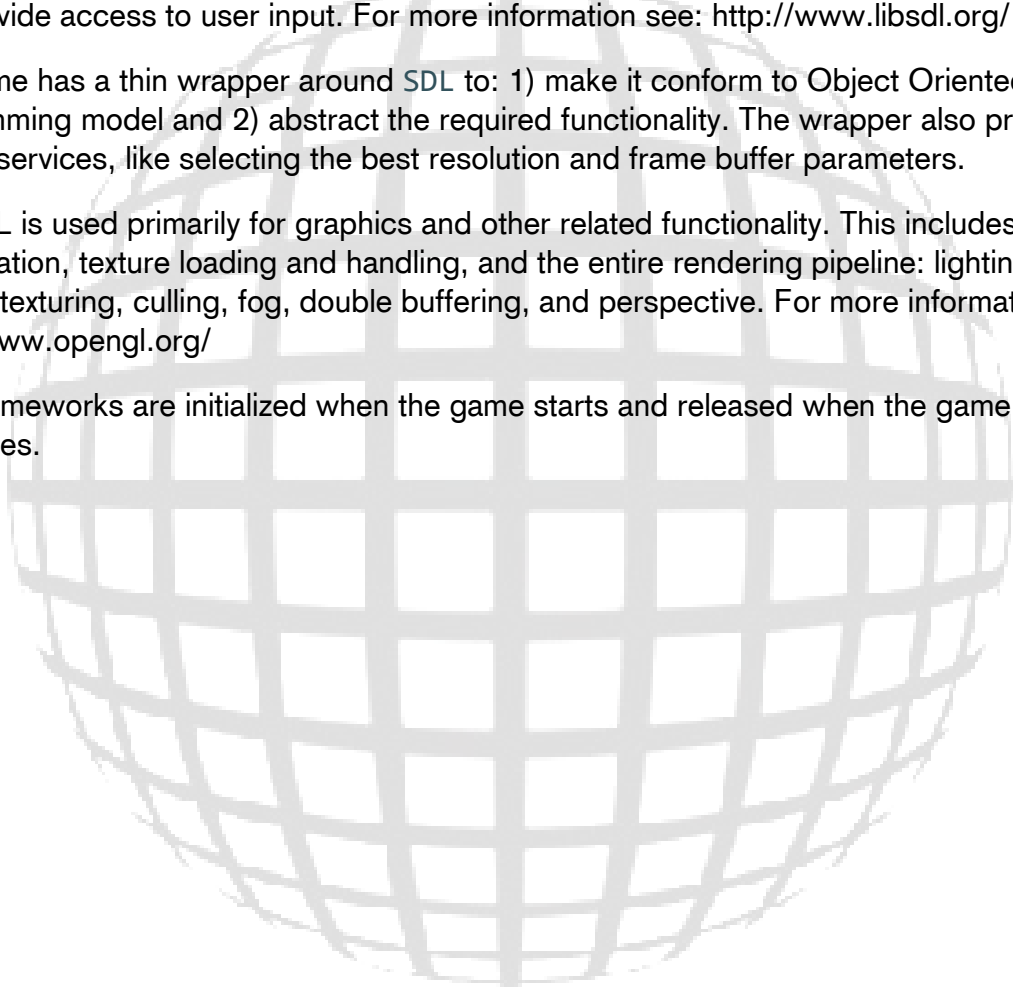 vide access to user input. For more information see: http://www.libsdl.org/
me has a thin wrapper around SDL to: 1) make it conform to Object Oriented
mming model and 2) abstract the required functionality. The wrapper also pr
services, like selecting the best resolution and frame buffer parameters.
L is used primarily for graphics and other related functionality. This includes
ation, texture loading and handling, and the entire rendering pipeline: lightin
texturing, culling, fog, double buffering, and perspective. For more informat
ww.opengl.org/
meworks are initialized when the game starts and released when the game
es.